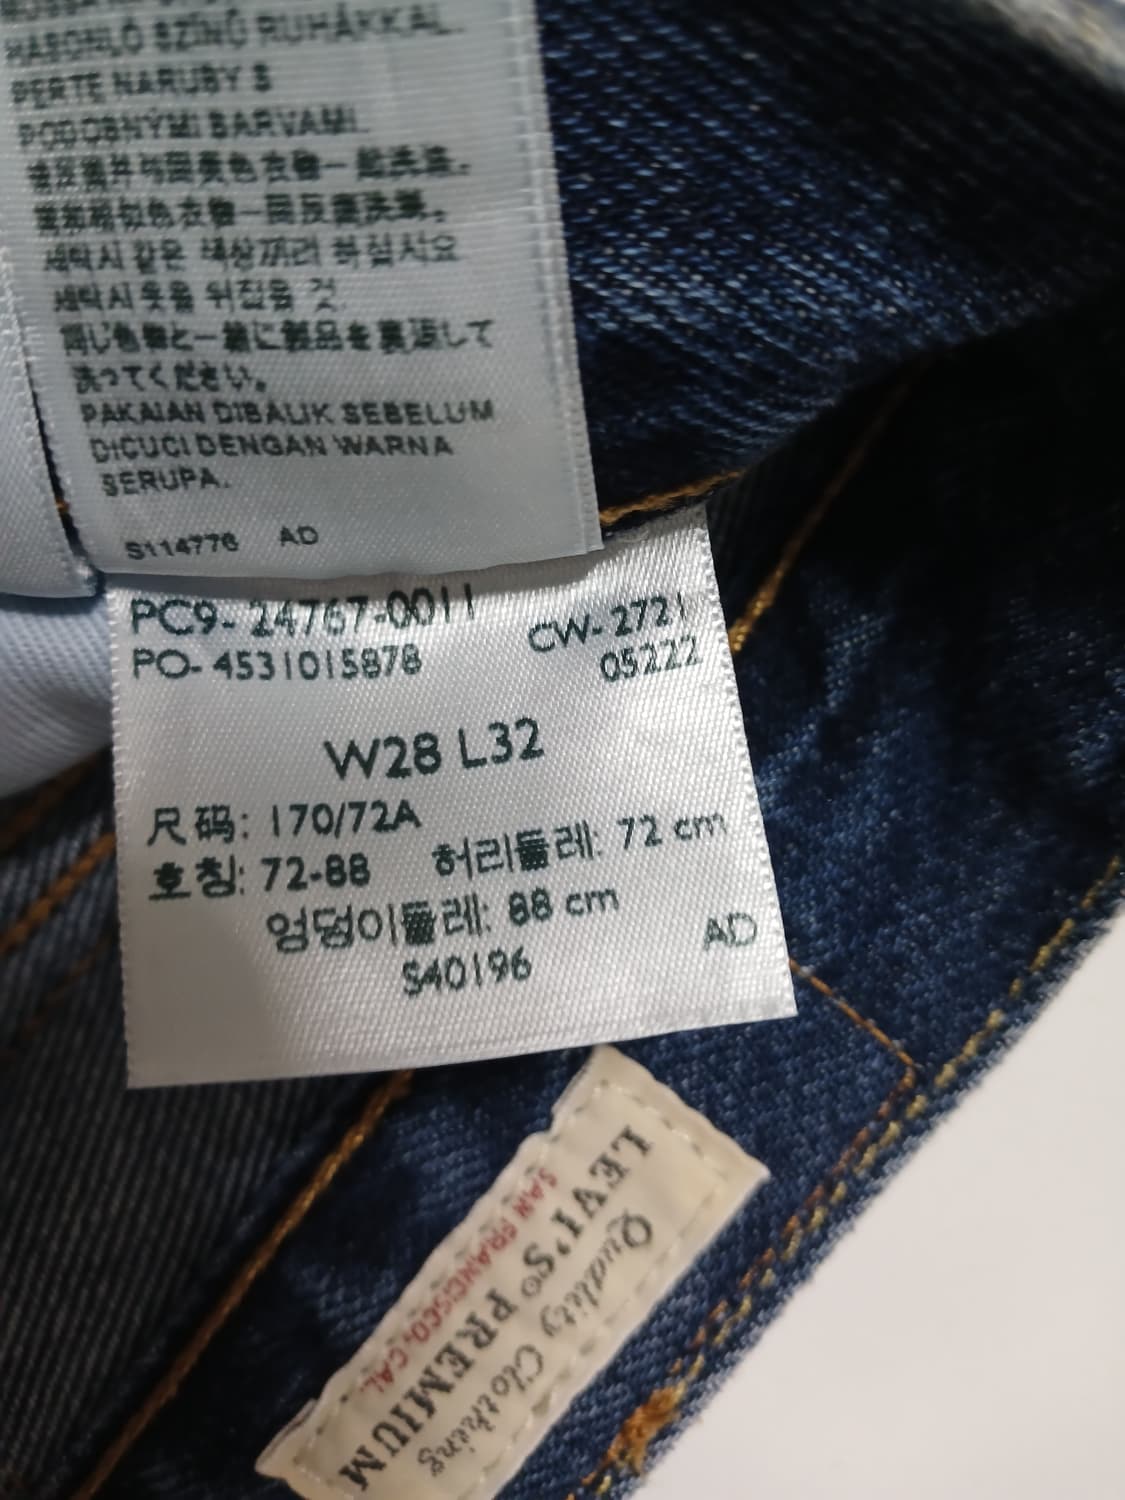 HASONLÓ SZÍNŰ RUHÁKKAL.
PERTE NARUBY S
PODOBNÝMI BARVAMI.
세탁시 같은 색상끼리 하십시오
세탁시 옷을 뒤집을 것.
同じ色物と一緒に製品を裏返して
洗ってください。
PAKAIAN DIBALIK SEBELUM
DICUCI DENGAN WARNA
SERUPA.
S114776 AD
PC9- 24767-0011
CW- 2721
PO- 4531015878
05222
W28 L32
尺码: 170/72A
호칭: 72-88 허리둘레: 72 cm
엉덩이둘레: 88 cm
AD
S40196
LEVI'S® PREMIUM
Quality Clothing
SAN FRANCISCO, CAL.